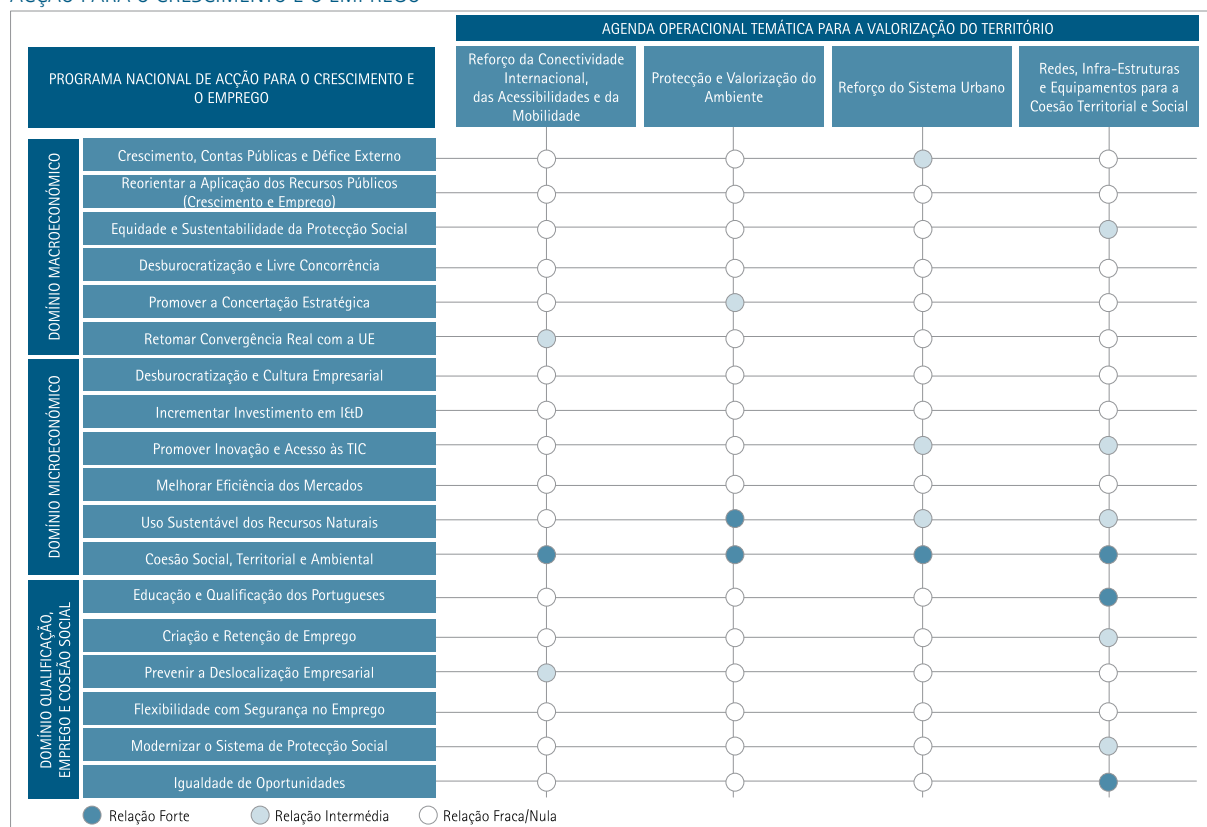 ACÇÃO PARA O CRESCIMENTO E O EMPREGO
AGENDA OPERACIONAL TEMÁTICA PARA A VALORIZAÇÃO DO TERRITÓRIO
PROGRAMA NACIONAL DE ACÇÃO PARA O CRESCIMENTO E
O EMPREGO
Reforço da Conectividade
Internacional,
das Acessibilidades e da
Mobilidade
Protecção e Valorização do
Ambiente
Reforço do Sistema Urbano
Redes, Infra-Estruturas
e Equipamentos para a
Coesão Territorial e Social
DOMÍNIO MACROECONÓMICO
Crescimento, Contas Públicas e Défice Externo
Reorientar a Aplicação dos Recursos Públicos
(Crescimento e Emprego)
Equidade e Sustentabilidade da Protecção Social
Desburocratização e Livre Concorrência
Promover a Concertação Estratégica
Retomar Convergência Real com a UE
DOMÍNIO MICROECONÓMICO
Desburocratização e Cultura Empresarial
Incrementar Investimento em I&D
Promover Inovação e Acesso às TIC
Melhorar Eficiência dos Mercados
Uso Sustentável dos Recursos Naturais
Coesão Social, Territorial e Ambiental
DOMÍNIO QUALIFICAÇÃO,
EMPREGO E COSEÃO SOCIAL
Educação e Qualificação dos Portugueses
Criação e Retenção de Emprego
Prevenir a Deslocalização Empresarial
Flexibilidade com Segurança no Emprego
Modernizar o Sistema de Protecção Social
Igualdade de Oportunidades
Relação Forte
Relação Intermédia
Relação Fraca/Nula